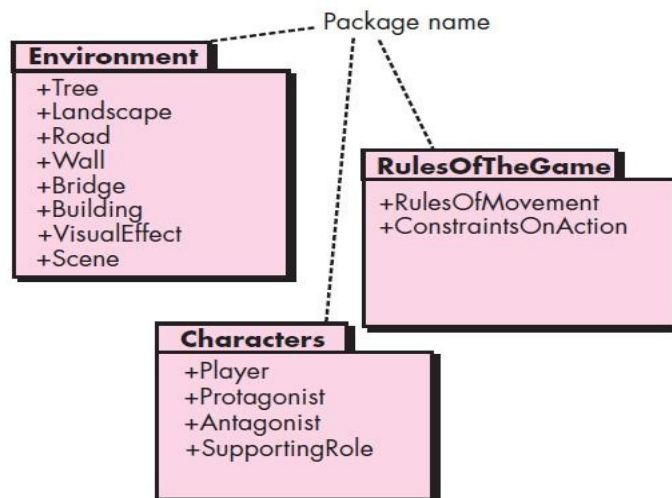 Package name
Environment
+Tree
+Landscape
+Road
+Wall
+Bridge
+Building
+VisualEffect
+Scene
RulesOfTheGame
+RulesOfMovement
+ConstraintsOnAction
Characters
+Player
+Protagonist
+Antagonist
+SupportingRole